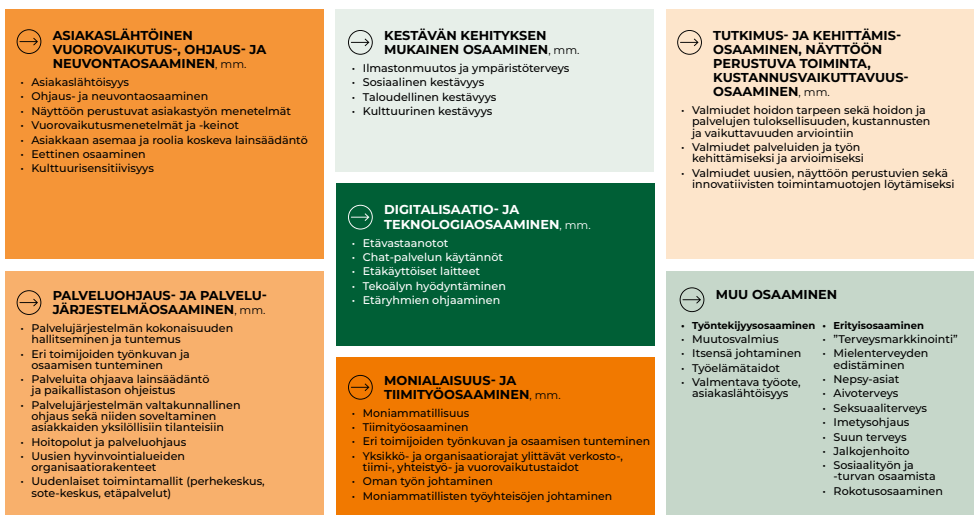 ASIAKASLÄHTÖINEN
VUOROVAIKUTUS-, OHJAUS- JA
NEUVONTAOSAAMINEN, mm.
• Asiakaslähtöisyys
• Ohjaus- ja neuvontaosaaminen
• Näyttöön perustuvat asiakastyön menetelmät
• Vuorovaikutusmenetelmät ja -keinot
• Asiakkaan asemaa ja roolia koskeva lainsäädäntö
• Eettinen osaaminen
• Kulttuurisensitiivisyys
PALVELUOHJAUS- JA PALVELU-
JÄRJESTELMÄOSAAMINEN, mm.
• Palvelujärjestelmän kokonaisuuden
hallitseminen ja tuntemus
• Eri toimijoiden työnkuvan ja
osaamisen tunteminen
• Palveluita ohjaava lainsäädäntö
ja paikallistason ohjeistus
• Palvelujärjestelmän valtakunnallinen
ohjaus sekä niiden soveltaminen
asiakkaiden yksilöllisiin tilanteisiin
• Hoitopolut ja palveluohjaus
• Uusien hyvinvointialueiden
organisaatiorakenteet
• Uudenlaiset toimintamallit (perhekeskus,
sote-keskus, etäpalvelut)
KESTÄVÄN KEHITYKSEN
MUKAINEN OSAAMINEN, mm.
• Ilmastonmuutos ja ympäristöterveys
• Sosiaalinen kestävyys
• Taloudellinen kestävyys
• Kulttuurinen kestävyys
DIGITALISAATIO- JA
TEKNOLOGIAOSAAMINEN, mm.
• Etävastaanotot
• Chat-palvelun käytännöt
• Etäkäyttöiset laitteet
• Tekoälyn hyödyntäminen
• Etäryhmien ohjaaminen
MONIALAISUUS- JA
TIIMITYÖOSAAMINEN, mm.
• Moniammatillisuus
• Tiimityöosaaminen
• Eri toimijoiden työnkuvan ja osaamisen tunteminen
• Yksikkö- ja organisaatiorajat ylittävät verkosto-,
tiimi-, yhteistyö- ja vuorovaikutustaidot
• Oman työn johtaminen
• Moniammatillisten työyhteisöjen johtaminen
TUTKIMUS- JA KEHITTÄMIS-
OSAAMINEN, NÄYTTÖÖN
PERUSTUVA TOIMINTA,
KUSTANNUSVAIKUTTAVUUS-
OSAAMINEN, mm.
• Valmiudet hoidon tarpeen sekä hoidon ja
palvelujen tuloksellisuuden, kustannusten
ja vaikuttavuuden arviointiin
• Valmiudet palveluiden ja työn
kehittämiseksi ja arvioimiseksi
• Valmiudet uusien, näyttöön perustuvien sekä
innovatiivisten toimintamuotojen löytämiseksi
MUU OSAAMINEN
• Työntekijyysosaaminen
• Muutosvalmius
• Itsensä johtaminen
• Työelämätaidot
• Valmentava työote,
asiakaslähtöisyys
• Erityisosaaminen
• ”Terveysmarkkinointi”
• Mielenterveyden
edistäminen
• Nepsy-asiat
• Aivoterveys
• Seksuaaliterveys
• Imetysohjaus
• Suun terveys
• Jalkojenhoito
• Sosiaalityön ja
-turvan osaamista
• Rokotusosaaminen